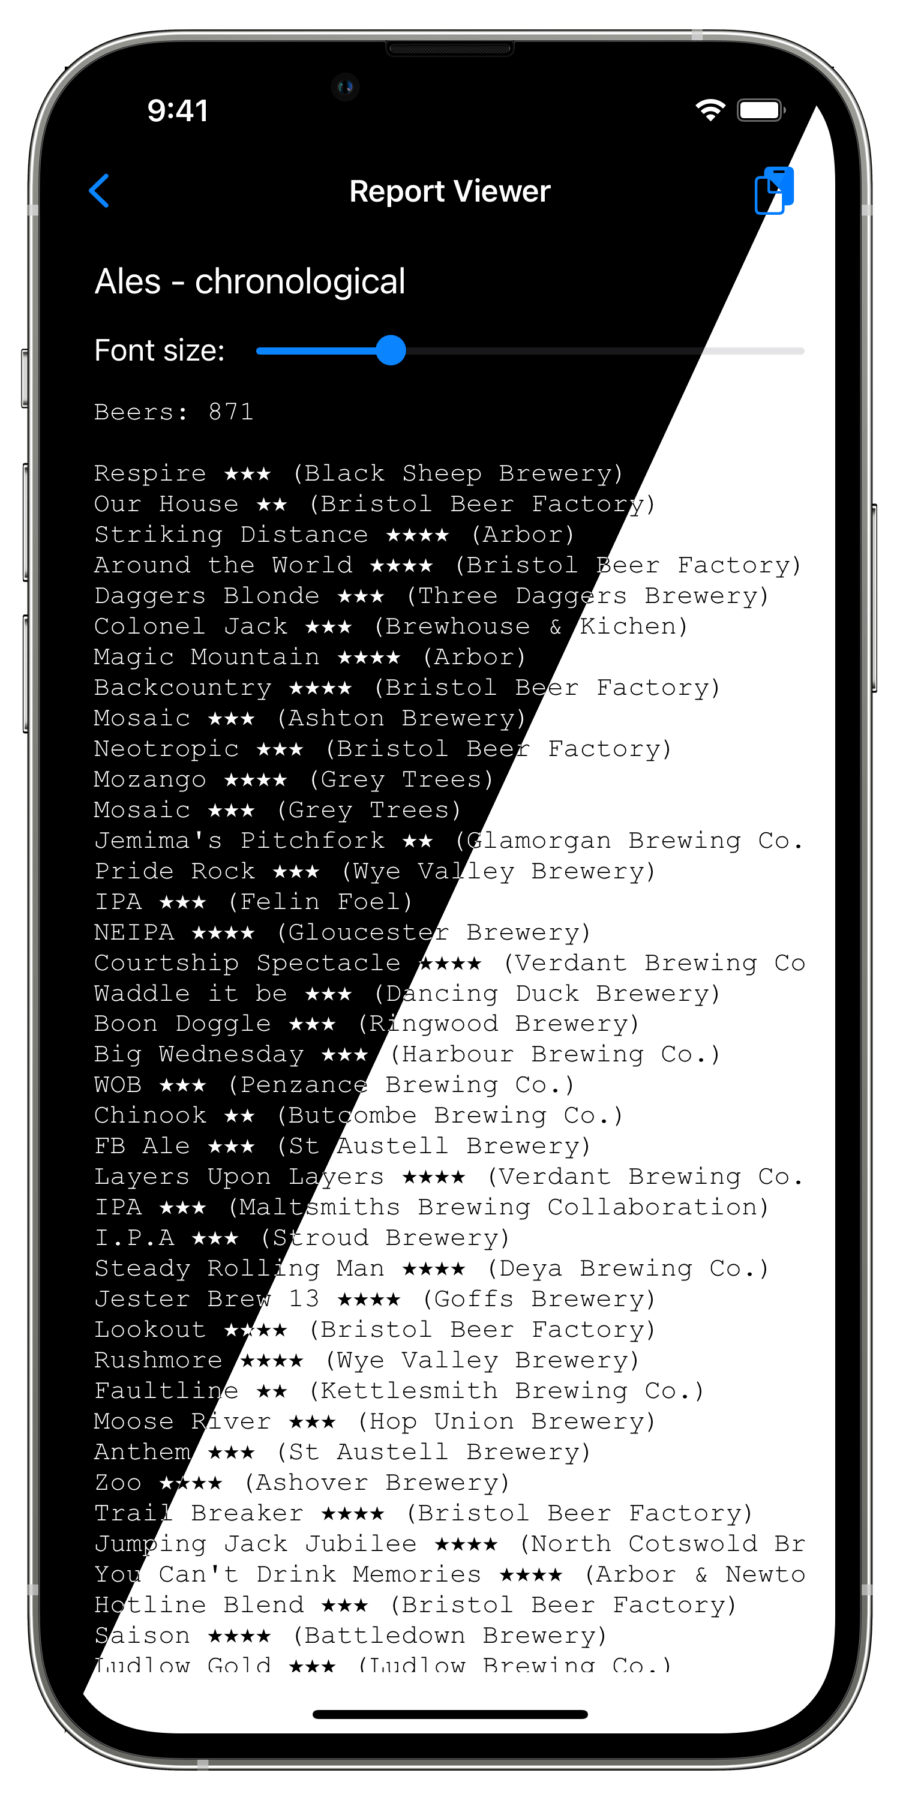 9:41
Report Viewer
Ales - chronological
Font size:
Beers: 871
Respire ★★★ (Black Sheep Brewery)
Our House ★★ (Bristol Beer Factory)
Striking Distance ★★★★ (Arbor)
Around the World ★★★★ (Bristol Beer Factory)
Daggers Blonde ★★★ (Three Daggers Brewery)
Colonel Jack ★★★ (Brewhouse & Kichen)
Magic Mountain ★★★★ (Arbor)
Backcountry ★★★★ (Bristol Beer Factory)
Mosaic ★★★ (Ashton Brewery)
Neotropic ★★★ (Bristol Beer Factory)
Mozango ★★★★ (Grey Trees)
Mosaic ★★★ (Grey Trees)
Jemima's Pitchfork ★★ (Glamorgan Brewing Co.
Pride Rock ★★★ (Wye Valley Brewery)
IPA ★★★ (Felin Foel)
NEIPA ★★★★ (Gloucester Brewery)
Courtship Spectacle ★★★★ (Verdant Brewing Co
Waddle it be ★★★ (Dancing Duck Brewery)
Boon Doggle ★★★ (Ringwood Brewery)
Big Wednesday ★★★ (Harbour Brewing Co.)
WOB ★★★ (Penzance Brewing Co.)
Chinook ★★ (Butcombe Brewing Co.)
FB Ale ★★★ (St Austell Brewery)
Layers Upon Layers ★★★★ (Verdant Brewing Co.
IPA ★★★ (Maltsmiths Brewing Collaboration)
I.P.A ★★★ (Stroud Brewery)
Steady Rolling Man ★★★★ (Deya Brewing Co.)
Jester Brew 13 ★★★★ (Goffs Brewery)
Lookout ★★★★ (Bristol Beer Factory)
Rushmore ★★★★ (Wye Valley Brewery)
Faultline ★★ (Kettlesmith Brewing Co.)
Moose River ★★★ (Hop Union Brewery)
Anthem ★★★ (St Austell Brewery)
Zoo ★★★★ (Ashover Brewery)
Trail Breaker ★★★★ (Bristol Beer Factory)
Jumping Jack Jubilee ★★★★ (North Cotswold Br
You Can't Drink Memories ★★★★ (Arbor & Newto
Hotline Blend ★★★ (Bristol Beer Factory)
Saison ★★★★ (Battledown Brewery)
Ludlow Gold ★★★ (Ludlow Brewing Co.)